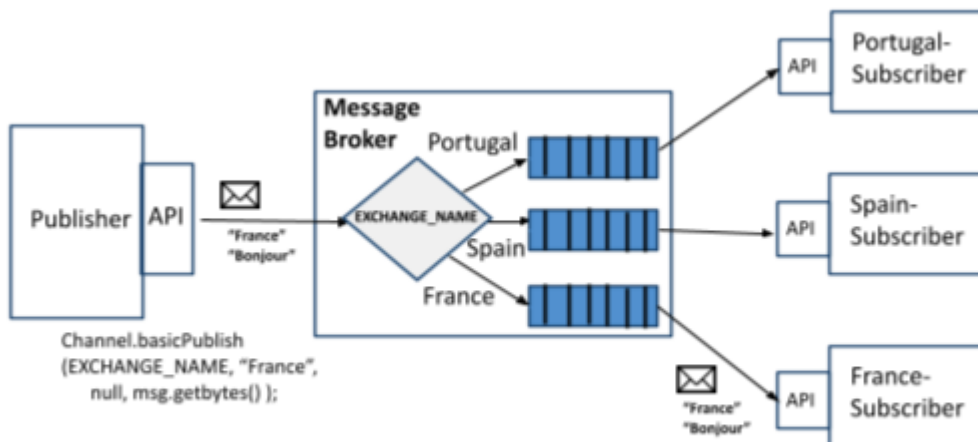 Message
Broker
Publisher
API
"France"
"Bonjour"
EXCHANGE_NAME
Portugal
Spain
France
Channel.basicPublish
(EXCHANGE_NAME, "France",
null, msg.getbytes() );
API
Portugal-
Subscriber
API
Spain-
Subscriber
"France"
"Bonjour"
API
France-
Subscriber